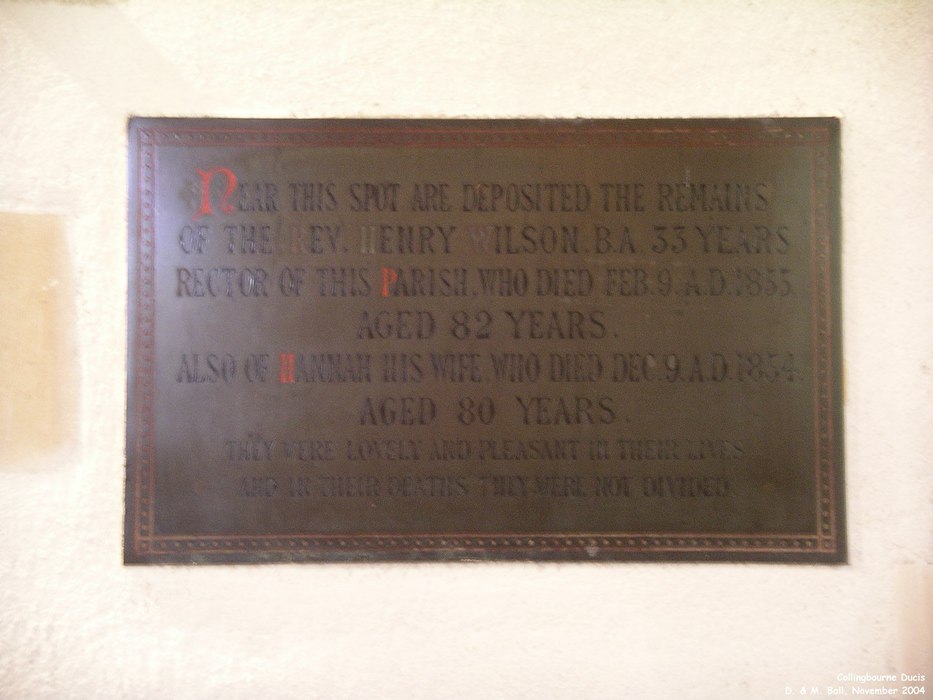 NEAR THIS SPOT ARE DEPOSITED THE REMAINS
OF THE REV. HENRY WILSON. B.A 33 YEARS
RECTOR OF THIS PARISH. WHO DIED FEB. 9. A.D. 1855.
AGED 82 YEARS.
ALSO OF HANNAH HIS WIFE. WHO DIED DEC. 9. A.D. 1854.
AGED 80 YEARS.
THEY WERE LOVELY AND PLEASANT IN THEIR LIVES
AND IN THEIR DEATHS THEY WERE NOT DIVIDED.
Collingbourne Ducis
D. & M. Ball, November 2004